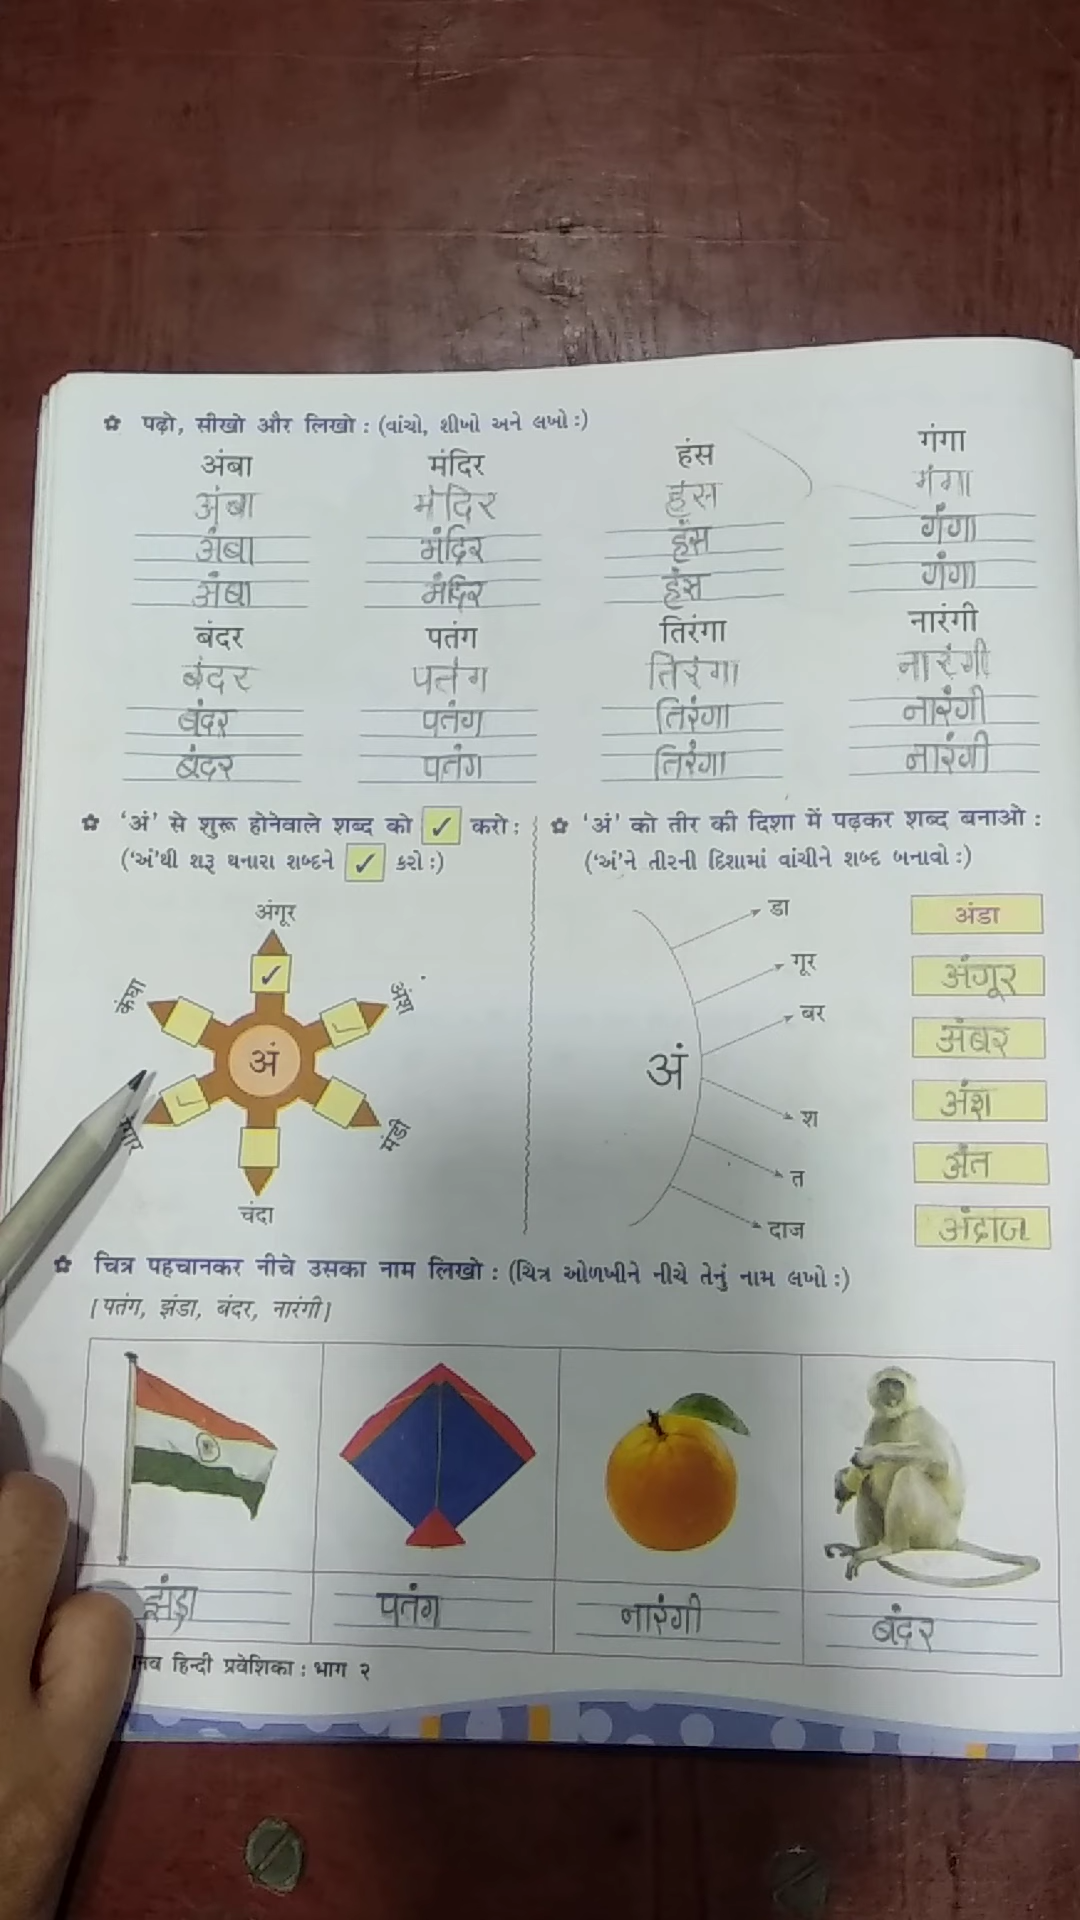 पढ़ो, सीखो और लिखो : (વાંચો, શીખો અને લખો :)
अंबा मंदिर हंस गंगा
अंबा मंदिर हंस गंगा
अंबा मंदिर हंस गंगा
अंबा मंदिर हंस गंगा
बंदर पतंग तिरंगा नारंगी
बंदर पतंग तिरंगा नारंगी
बंदर पतंग तिरंगा नारंगी
बंदर पतंग तिरंगा नारंगी
'अं' से शुरू होनेवाले शब्द को ✓ करो :
('અં'થી શરૂ થનારા શબ્દને ✓ કરો :)
अंगूर
कंघा अंश
अं
मंडी
चंदा
'अं' को तीर की दिशा में पढ़कर शब्द बनाओ :
('અં'ને તીરની દિશામાં વાંચીને શબ્દ બનાવો :)
डा अंडा
गूर अंगूर
बर अंबर
अं
श अंश
त अंत
दाज अंदाज
चित्र पहचानकर नीचे उसका नाम लिखो : (ચિત્ર ઓળખીને નીચે તેનું નામ લખો :)
[पतंग, झंडा, बंदर, नारंगी]
झंडा पतंग नारंगी बंदर
हिन्दी प्रवेशिका : भाग २